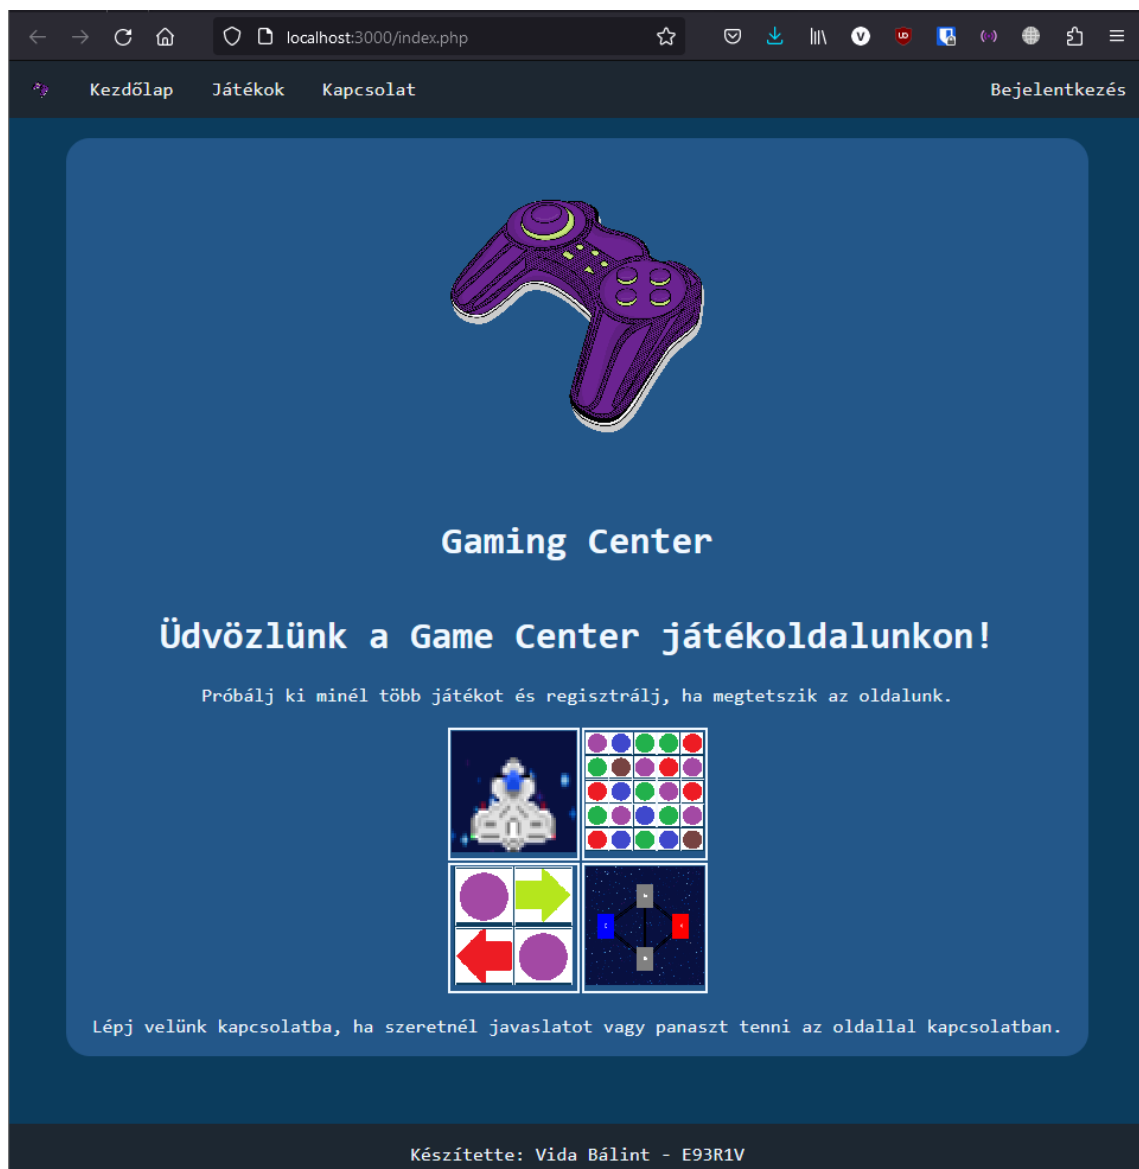 localhost:3000/index.php
Kezdőlap Játékok Kapcsolat Bejelentkezés
Gaming Center
Üdvözlünk a Game Center játékoldalunkon!
Próbálj ki minél több játékot és regisztrálj, ha megtetszik az oldalunk.
Lépj velünk kapcsolatba, ha szeretnél javaslatot vagy panaszt tenni az oldallal kapcsolatban.
Készítette: Vida Bálint - E93R1V